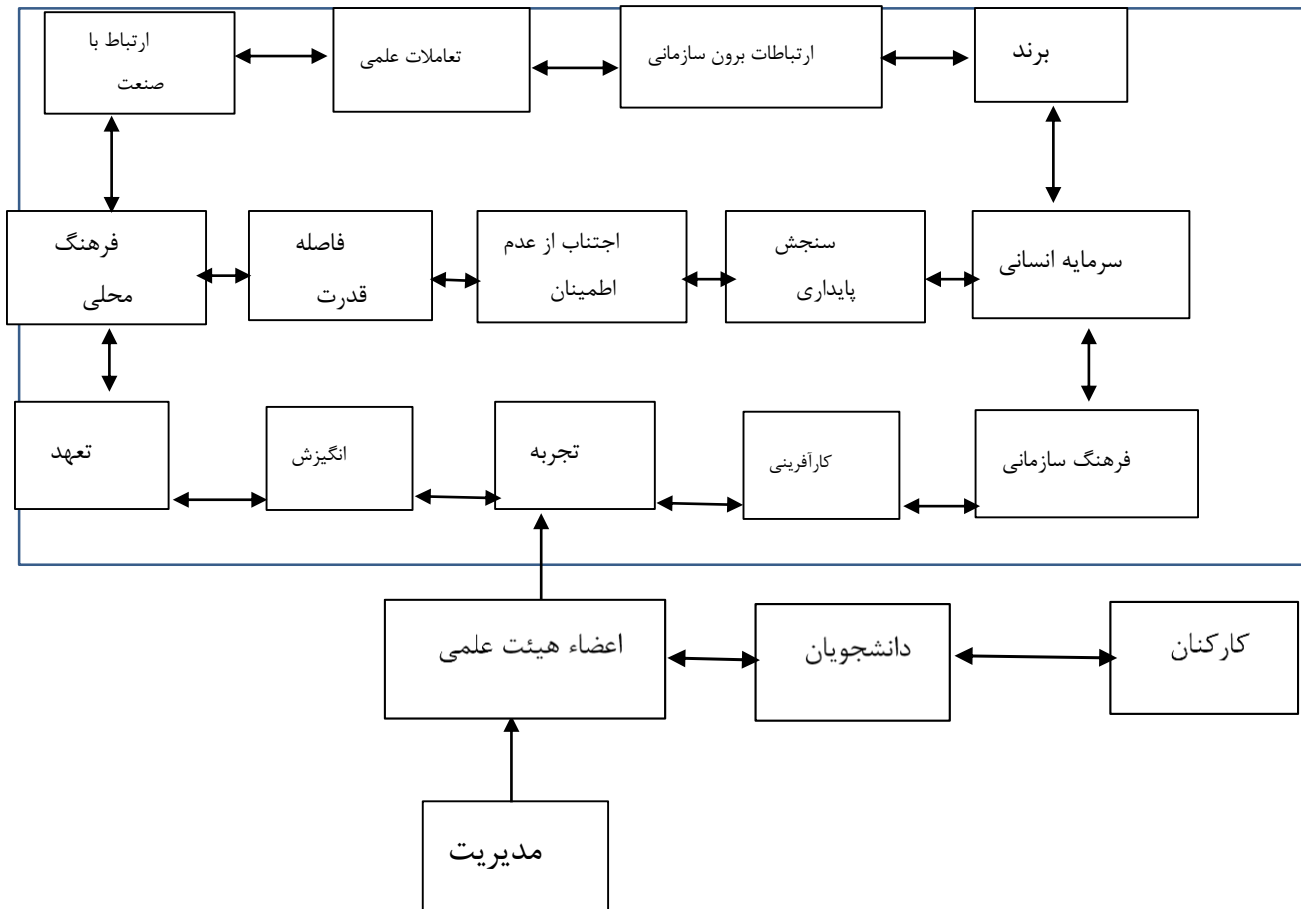 برند
ارتباطات برون سازمانی
تعاملات علمی
ارتباط با
صنعت
سرمایه انسانی
سنجش
پایداری
اجتناب از عدم
اطمینان
فاصله
قدرت
فرهنگ
محلی
فرهنگ سازمانی
کارآفرینی
تجربه
انگیزش
تعهد
کارکنان
دانشجویان
اعضاء هیئت علمی
مدیریت